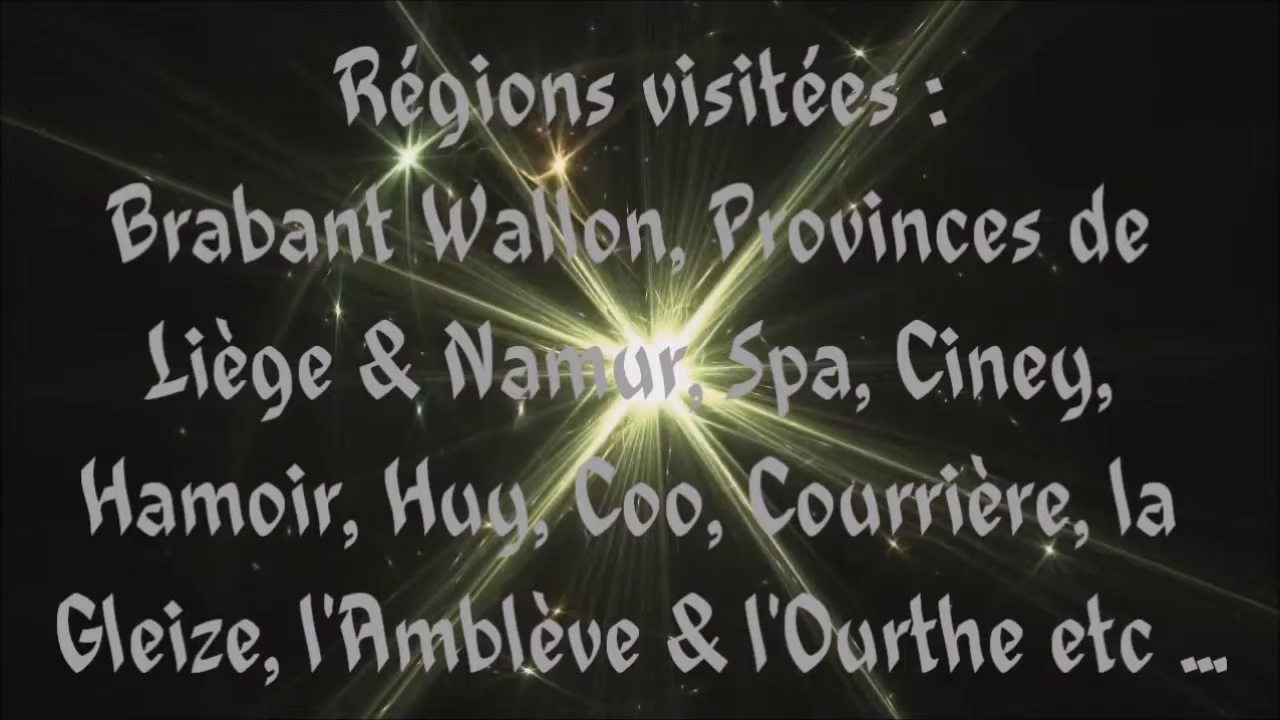 Régions visitées :
Brabant Wallon, Provinces de
Liège & Namur, Spa, Ciney,
Hamoir, Huy, Coo, Courrière, la
Gleize, l'Amblève & l'Ourthe etc ...